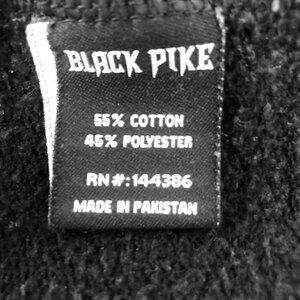 BLACK PIKE
55% COTTON
45% POLYESTER
RN#:144386
MADE IN PAKISTAN